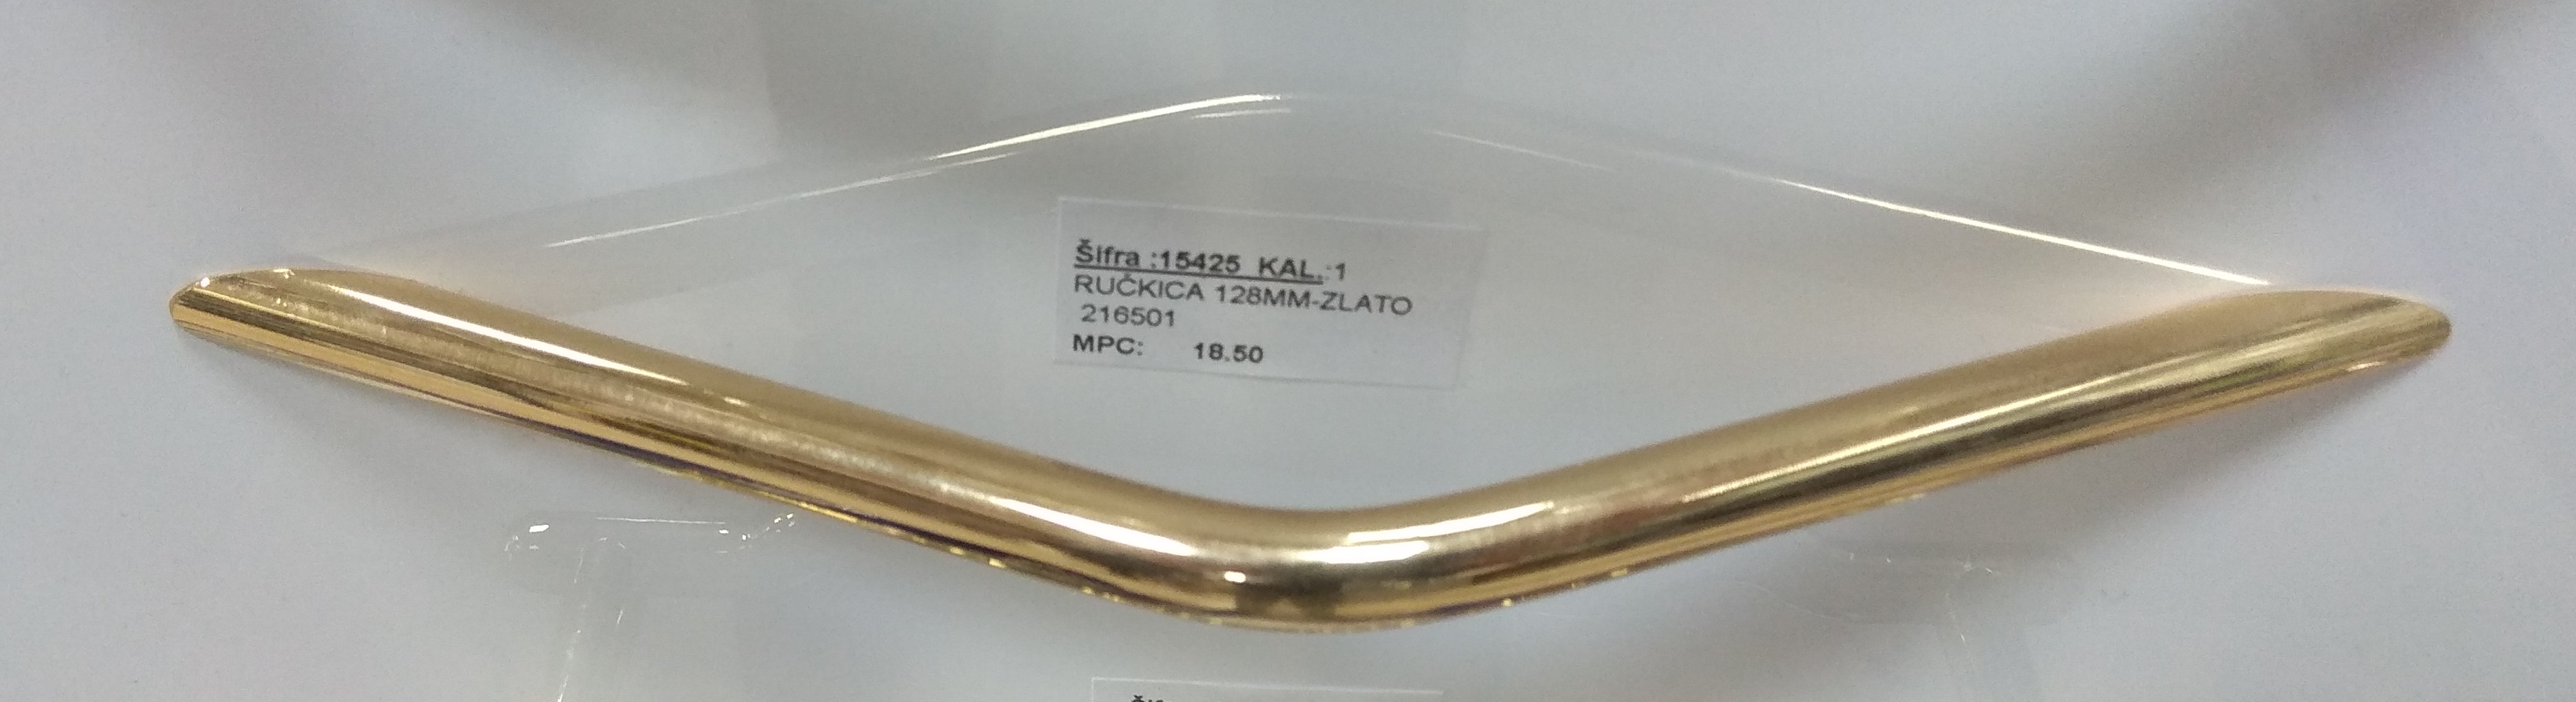 Šifra :15425 KAL.:1
RUČKICA 128MM-ZLATO
216501
MPC: 18.50